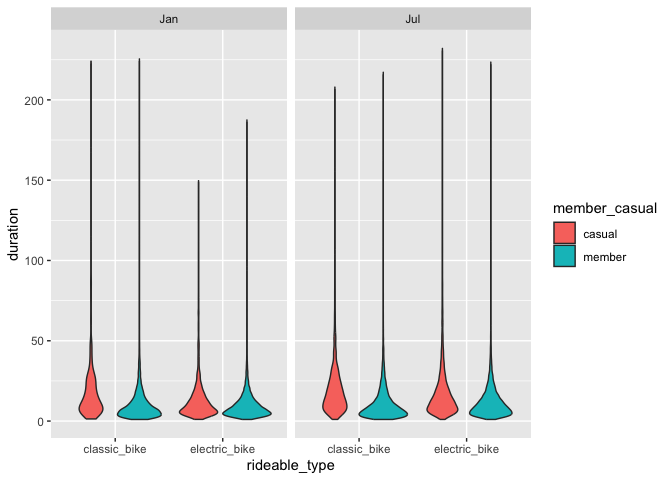 Jan
Jul
200
150
100
50
0
duration
classic_bike
electric_bike
classic_bike
electric_bike
rideable_type
member_casual
casual
member